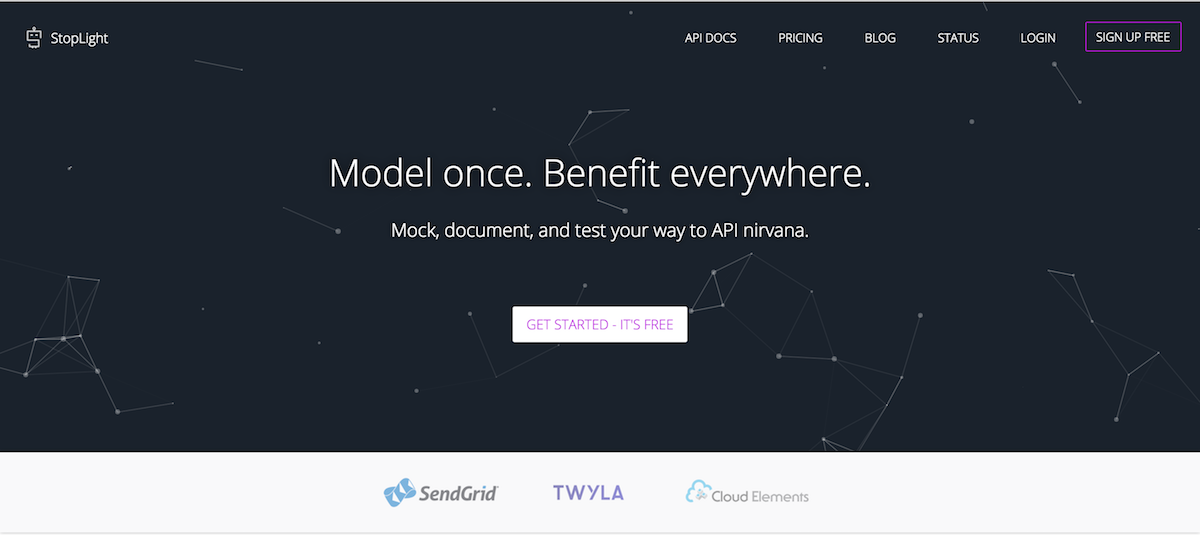 StopLight
API DOCS
PRICING
BLOG
STATUS
LOGIN
SIGN UP FREE
Model once. Benefit everywhere.
Mock, document, and test your way to API nirvana.
GET STARTED - IT'S FREE
SendGrid
TWYLA
Cloud Elements